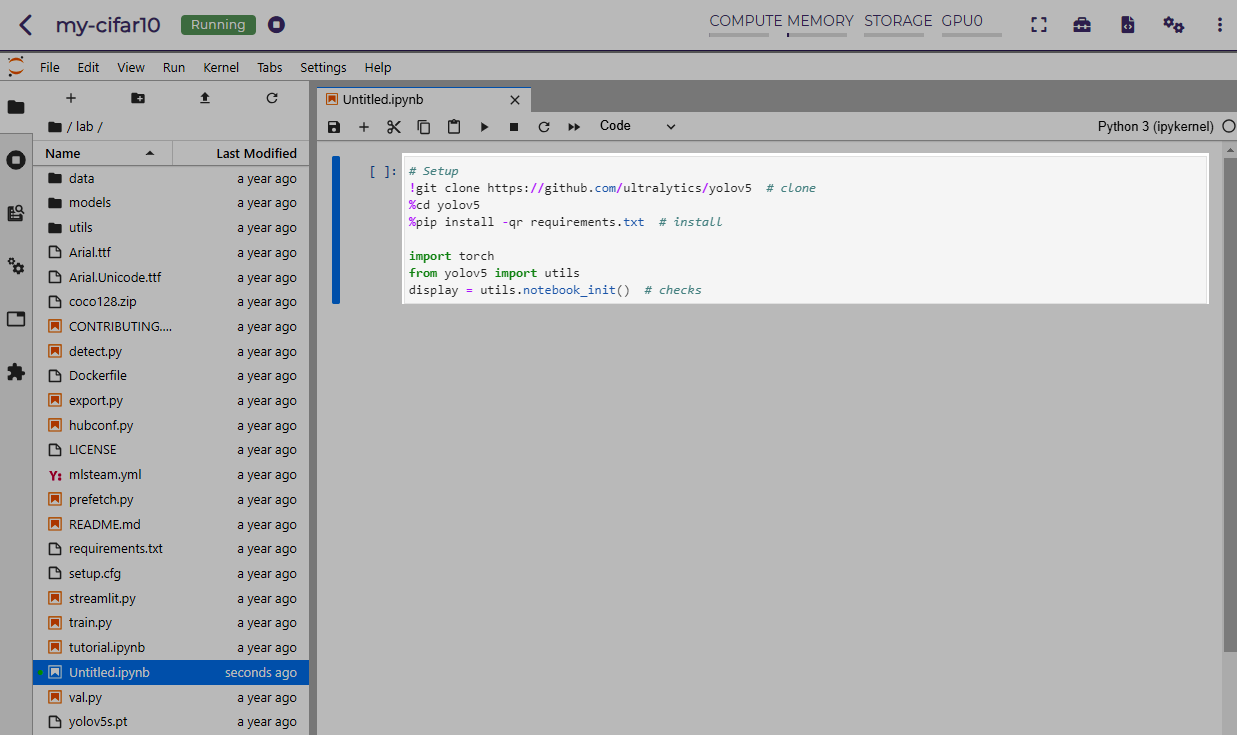 my-cifar10 Running COMPUTE MEMORY STORAGE GPU0
File Edit View Run Kernel Tabs Settings Help
Untitled.ipynb
/ lab /
Code Python 3 (ipykernel)
Name Last Modified
data a year ago
models a year ago
utils a year ago
Arial.ttf a year ago
Arial.Unicode.ttf a year ago
coco128.zip a year ago
CONTRIBUTING.... a year ago
detect.py a year ago
Dockerfile a year ago
export.py a year ago
hubconf.py a year ago
LICENSE a year ago
Y: mlsteam.yml a year ago
prefetch.py a year ago
README.md a year ago
requirements.txt a year ago
setup.cfg a year ago
streamlit.py a year ago
train.py a year ago
tutorial.ipynb a year ago
Untitled.ipynb seconds ago
val.py a year ago
yolov5s.pt a year ago
[ ]: # Setup
!git clone https://github.com/ultralytics/yolov5 # clone
%cd yolov5
%pip install -qr requirements.txt # install
import torch
from yolov5 import utils
display = utils.notebook_init() # checks